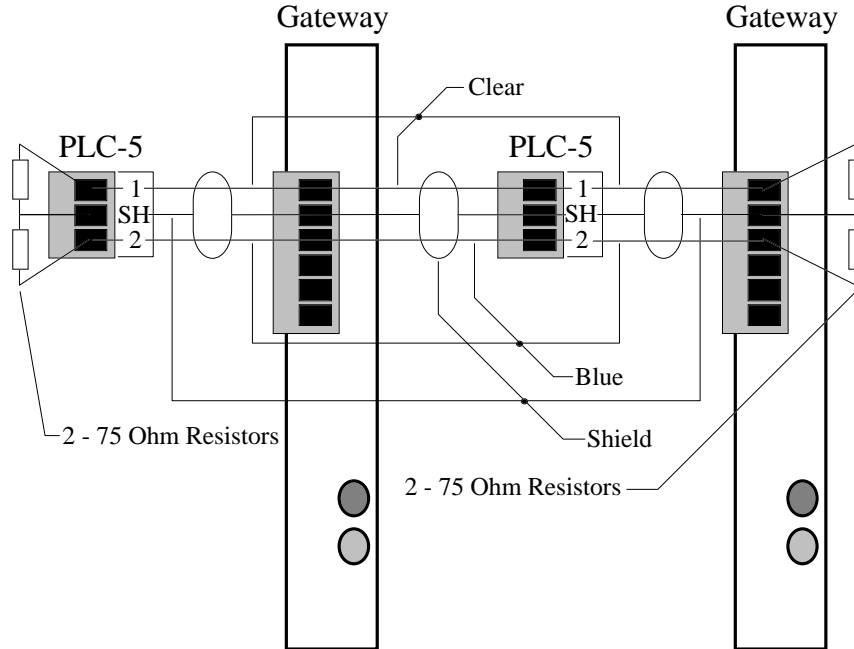 Gateway
Gateway
Clear
PLC-5
PLC-5
1
SH
2
1
SH
2
Blue
2 - 75 Ohm Resistors
Shield
2 - 75 Ohm Resistors